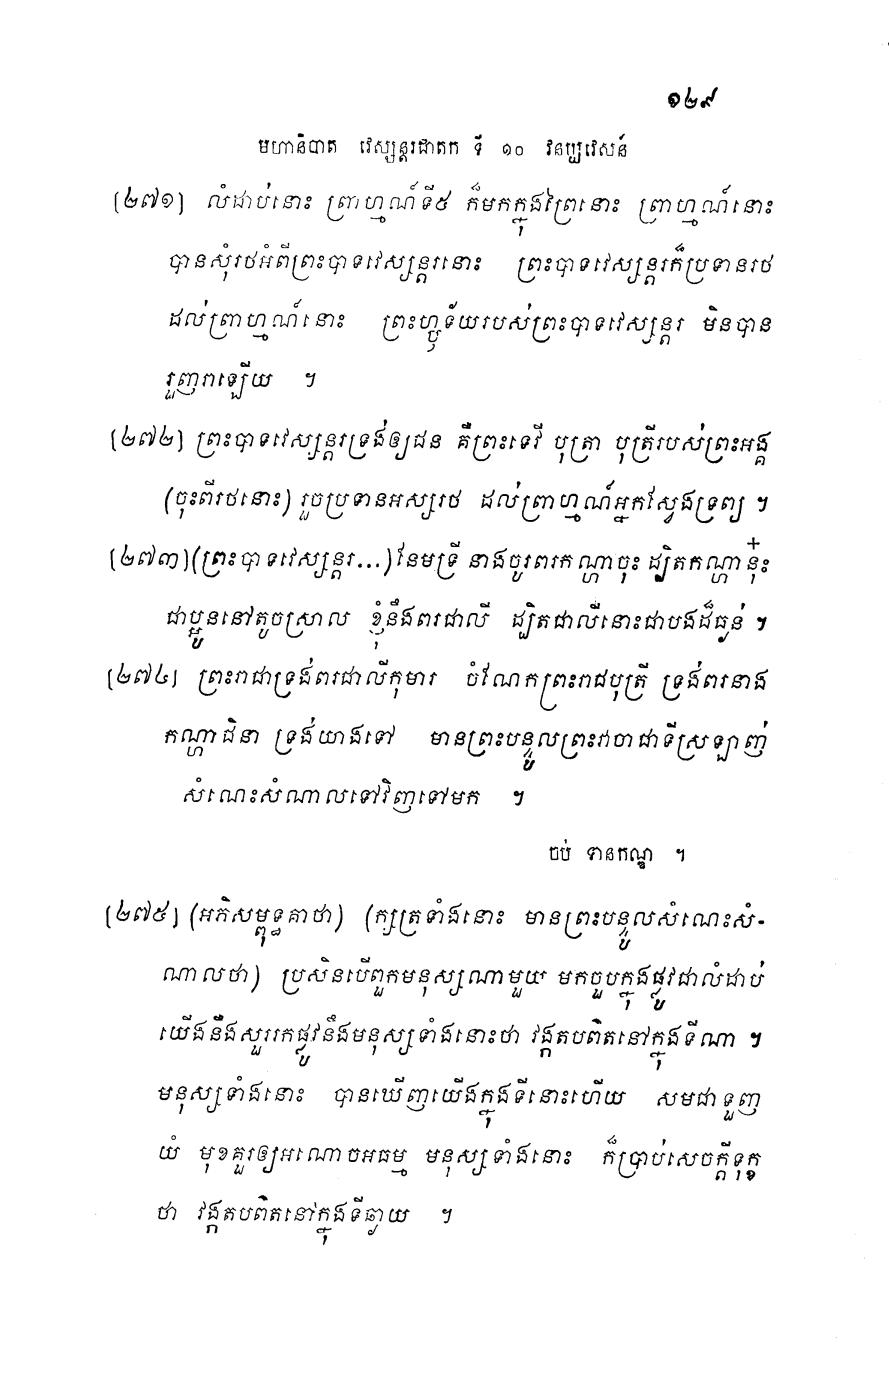 ១២៩
មហានិបាត វេស្សន្តរជាតក ទី ១០ វនប្បវេសន៍
[២៧១] លំដាប់នោះ ព្រាហ្មណ៍ទី៥ ក៏មកក្នុងព្រៃនោះ ព្រាហ្មណ៍នោះ
បានសុំរថអំពីព្រះបាទវេស្សន្តរនោះ ព្រះបាទវេស្សន្តរក៏ប្រទានរថ
ដល់ព្រាហ្មណ៍នោះ ព្រះហ្ឫទ័យរបស់ព្រះបាទវេស្សន្តរ មិនបាន
រួញរាឡើយ ។
[២៧២] ព្រះបាទវេស្សន្តរទ្រង់ឲ្យជន គឺព្រះទេវី បុត្រា បុត្រីរបស់ព្រះអង្គ
(ចុះពីរថនោះ) រួចប្រទានអស្សរថ ដល់ព្រាហ្មណ៍អ្នកស្វែងទ្រព្យ ។
[២៧៣] (ព្រះបាទវេស្សន្តរ...) នែមទ្រី នាងចូរពរកណ្ហាចុះ ដ្បិតកណ្ហានុ៎ះ
ជាប្អូននៅតូចស្រាល ខ្ញុំនឹងពរជាលី ដ្បិតជាលីនោះជាបងដ៏ធ្ងន់ ។
[២៧៤] ព្រះរាជាទ្រង់ពរជាលីកុមារ ចំណែកព្រះរាជបុត្រី ទ្រង់ពរនាង
កណ្ហាជិនា ទ្រង់យាងទៅ មានព្រះបន្ទូលព្រះវាចាជាទីស្រឡាញ់
សំណេះសំណាលទៅវិញទៅមក ។
ចប់ ទានកណ្ឌ ។
[២៧៥] (អភិសម្ពុទ្ធគាថា) (ក្សត្រទាំងនោះ មានព្រះបន្ទូលសំណេះសំ-
ណាលថា) ប្រសិនបើពួកមនុស្សណាមួយ មកចួបក្នុងផ្លូវជាលំដាប់
យើងនឹងសួររកផ្លូវនឹងមនុស្សទាំងនោះថា វង្កតបពិតនៅក្នុងទីណា ។
មនុស្សទាំងនោះ បានឃើញយើងក្នុងទីនោះហើយ សមជាទួញ
យំ មុខគួរឲ្យអណោចអធម្ម មនុស្សទាំងនោះ ក៏ប្រាប់សេចក្តីទុក្ខ
ថា វង្កតបពិតនៅក្នុងទីឆ្ងាយ ។